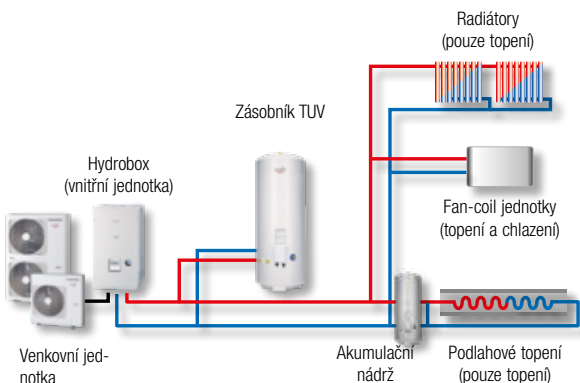 Radiátory
(pouze topení)
Zásobník TUV
Hydrobox
(vnitřní jednotka)
Fan-coil jednotky
(topení a chlazení)
Venkovní jed-
notka
Akumulační
nádrž
Podlahové topení
(pouze topení)